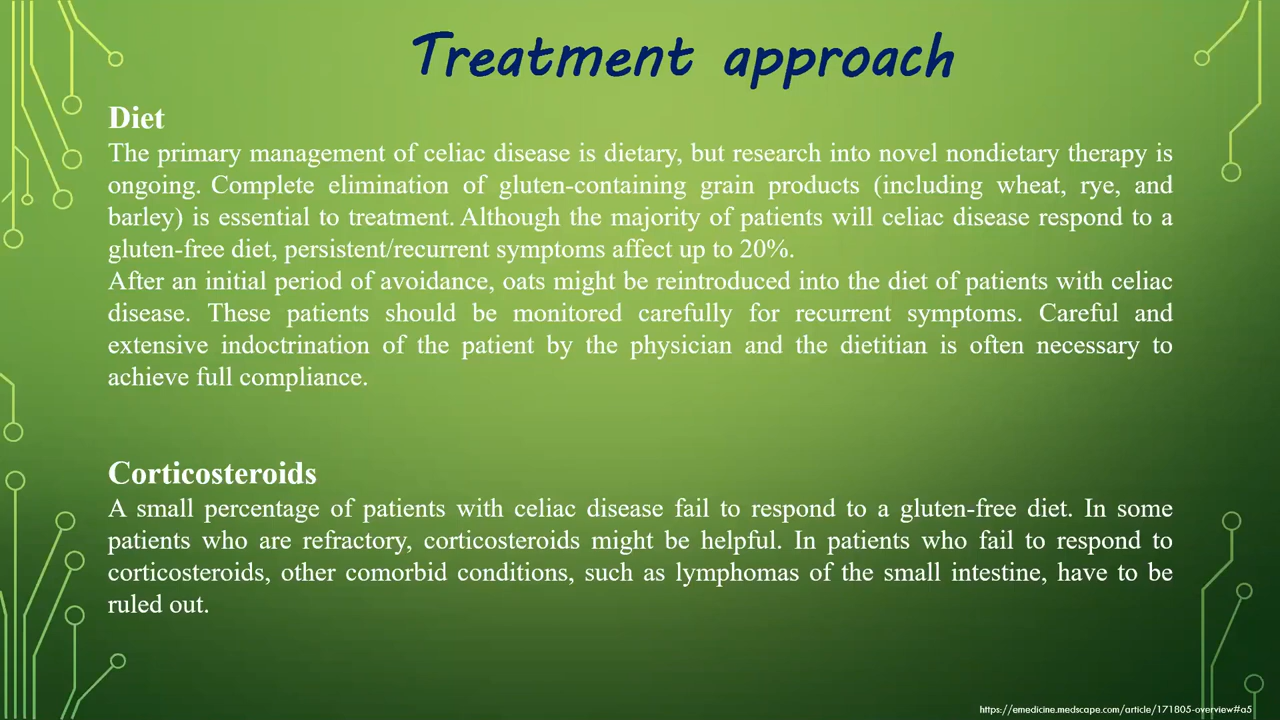 Treatment approach
Diet
The primary management of celiac disease is dietary, but research into novel nondietary therapy is
ongoing. Complete elimination of gluten-containing grain products (including wheat, rye, and
barley) is essential to treatment. Although the majority of patients will celiac disease respond to a
gluten-free diet, persistent/recurrent symptoms affect up to 20%.
After an initial period of avoidance, oats might be reintroduced into the diet of patients with celiac
disease. These patients should be monitored carefully for recurrent symptoms. Careful and
extensive indoctrination of the patient by the physician and the dietitian is often necessary to
achieve full compliance.
Corticosteroids
A small percentage of patients with celiac disease fail to respond to a gluten-free diet. In some
patients who are refractory, corticosteroids might be helpful. In patients who fail to respond to
corticosteroids, other comorbid conditions, such as lymphomas of the small intestine, have to be
ruled out.
https://emedicine.medscape.com/article/171805-overview#a5